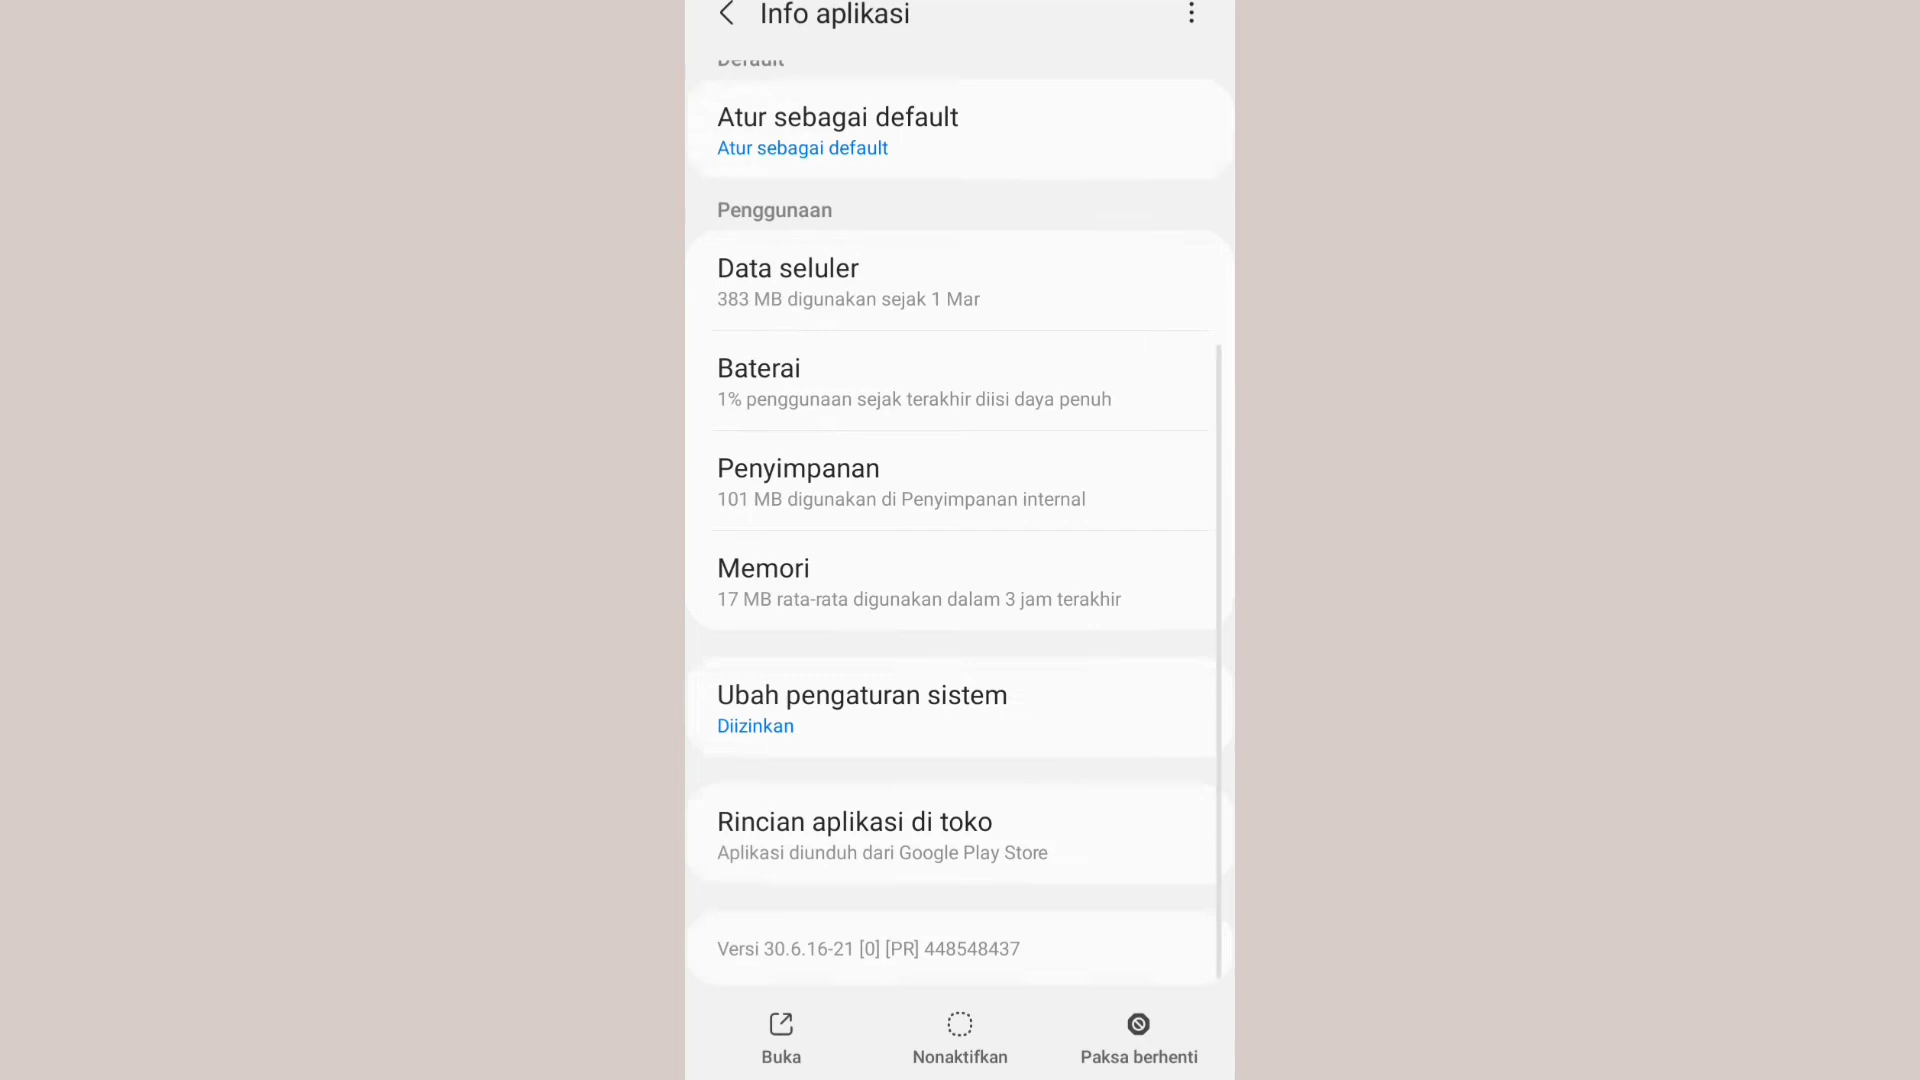 Info aplikasi
Default
Atur sebagai default
Atur sebagai default
Penggunaan
Data seluler
383 MB digunakan sejak 1 Mar
Baterai
1% penggunaan sejak terakhir diisi daya penuh
Penyimpanan
101 MB digunakan di Penyimpanan internal
Memori
17 MB rata-rata digunakan dalam 3 jam terakhir
Ubah pengaturan sistem
Diizinkan
Rincian aplikasi di toko
Aplikasi diunduh dari Google Play Store
Versi 30.6.16-21 [0] [PR] 448548437
Buka
Nonaktifkan
Paksa berhenti